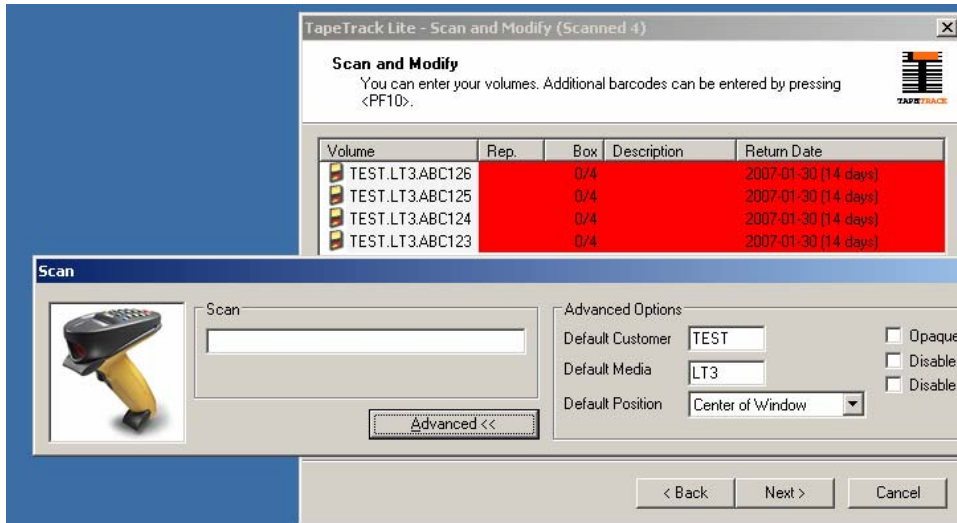 TapeTrack Lite - Scan and Modify (Scanned 4)
Scan and Modify
You can enter your volumes. Additional barcodes can be entered by pressing
<PF10>.
TAPETRACK
Volume Rep. Box Description Return Date
TEST.LT3.ABC126 0/4 2007-01-30 (14 days)
TEST.LT3.ABC125 0/4 2007-01-30 (14 days)
TEST.LT3.ABC124 0/4 2007-01-30 (14 days)
TEST.LT3.ABC123 0/4 2007-01-30 (14 days)
Scan
Scan
Advanced <<
Advanced Options
Default Customer TEST
Default Media LT3
Default Position Center of Window
Opaque
Disable
Disable
< Back Next > Cancel